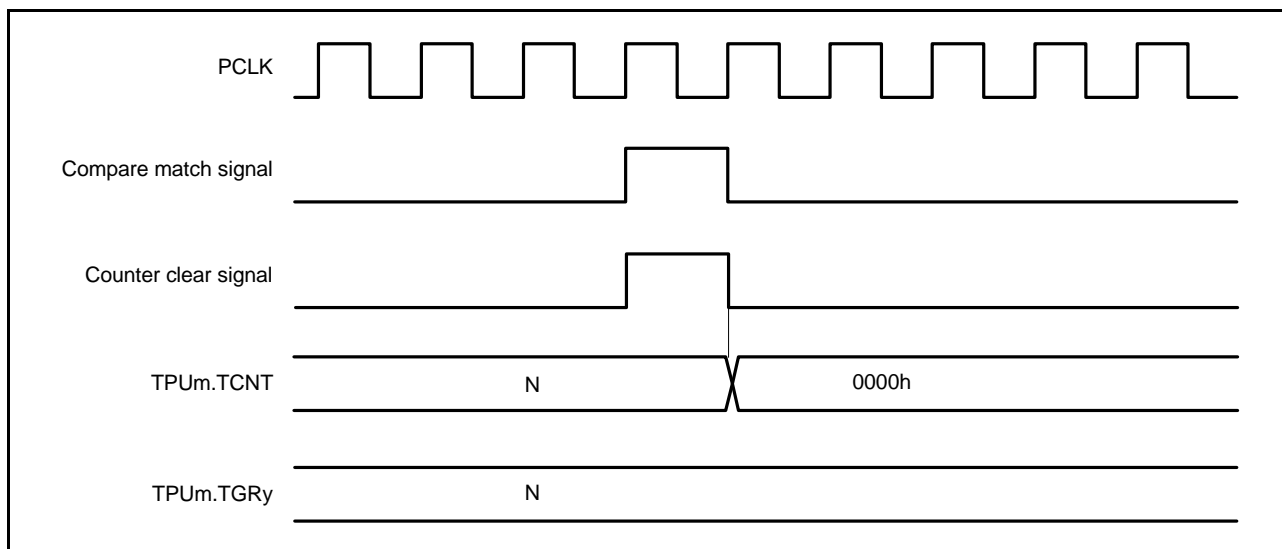 PCLK
Compare match signal
Counter clear signal
TPUm.TCNT
N
0000h
TPUm.TGRy
N